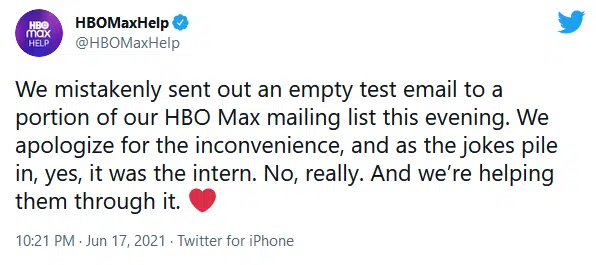 HBO
max
HELP
HBOMaxHelp
@HBOMaxHelp
We mistakenly sent out an empty test email to a
portion of our HBO Max mailing list this evening. We
apologize for the inconvenience, and as the jokes pile
in, yes, it was the intern. No, really. And we’re helping
them through it. ❤️
10:21 PM · Jun 17, 2021 · Twitter for iPhone